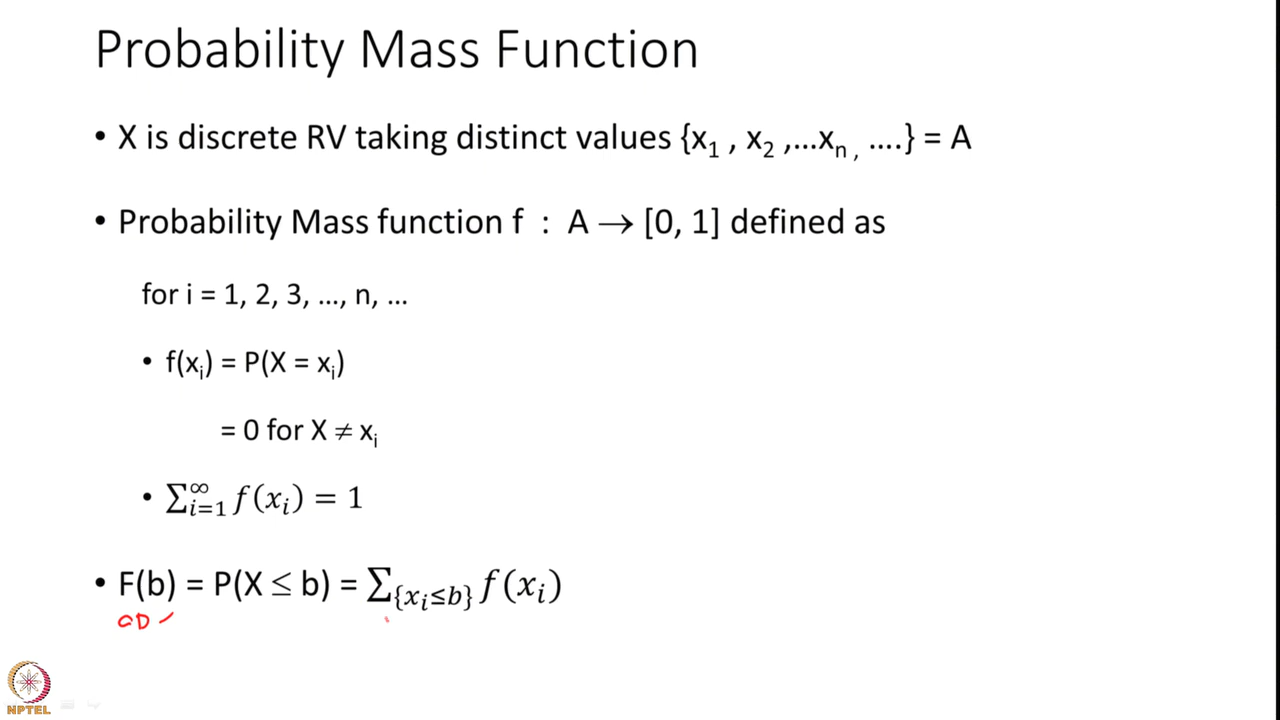 Probability Mass Function
• X is discrete RV taking distinct values {x₁ , x₂ ,...xₙ , ....} = A
• Probability Mass function f : A → [0, 1] defined as
for i = 1, 2, 3, ..., n, ...
• f(xᵢ) = P(X = xᵢ)
= 0 for X ≠ xᵢ
• ∑_{i=1}^{∞} f(xᵢ) = 1
• F(b) = P(X ≤ b) = ∑_{{xᵢ≤b}} f(xᵢ)
NPTEL